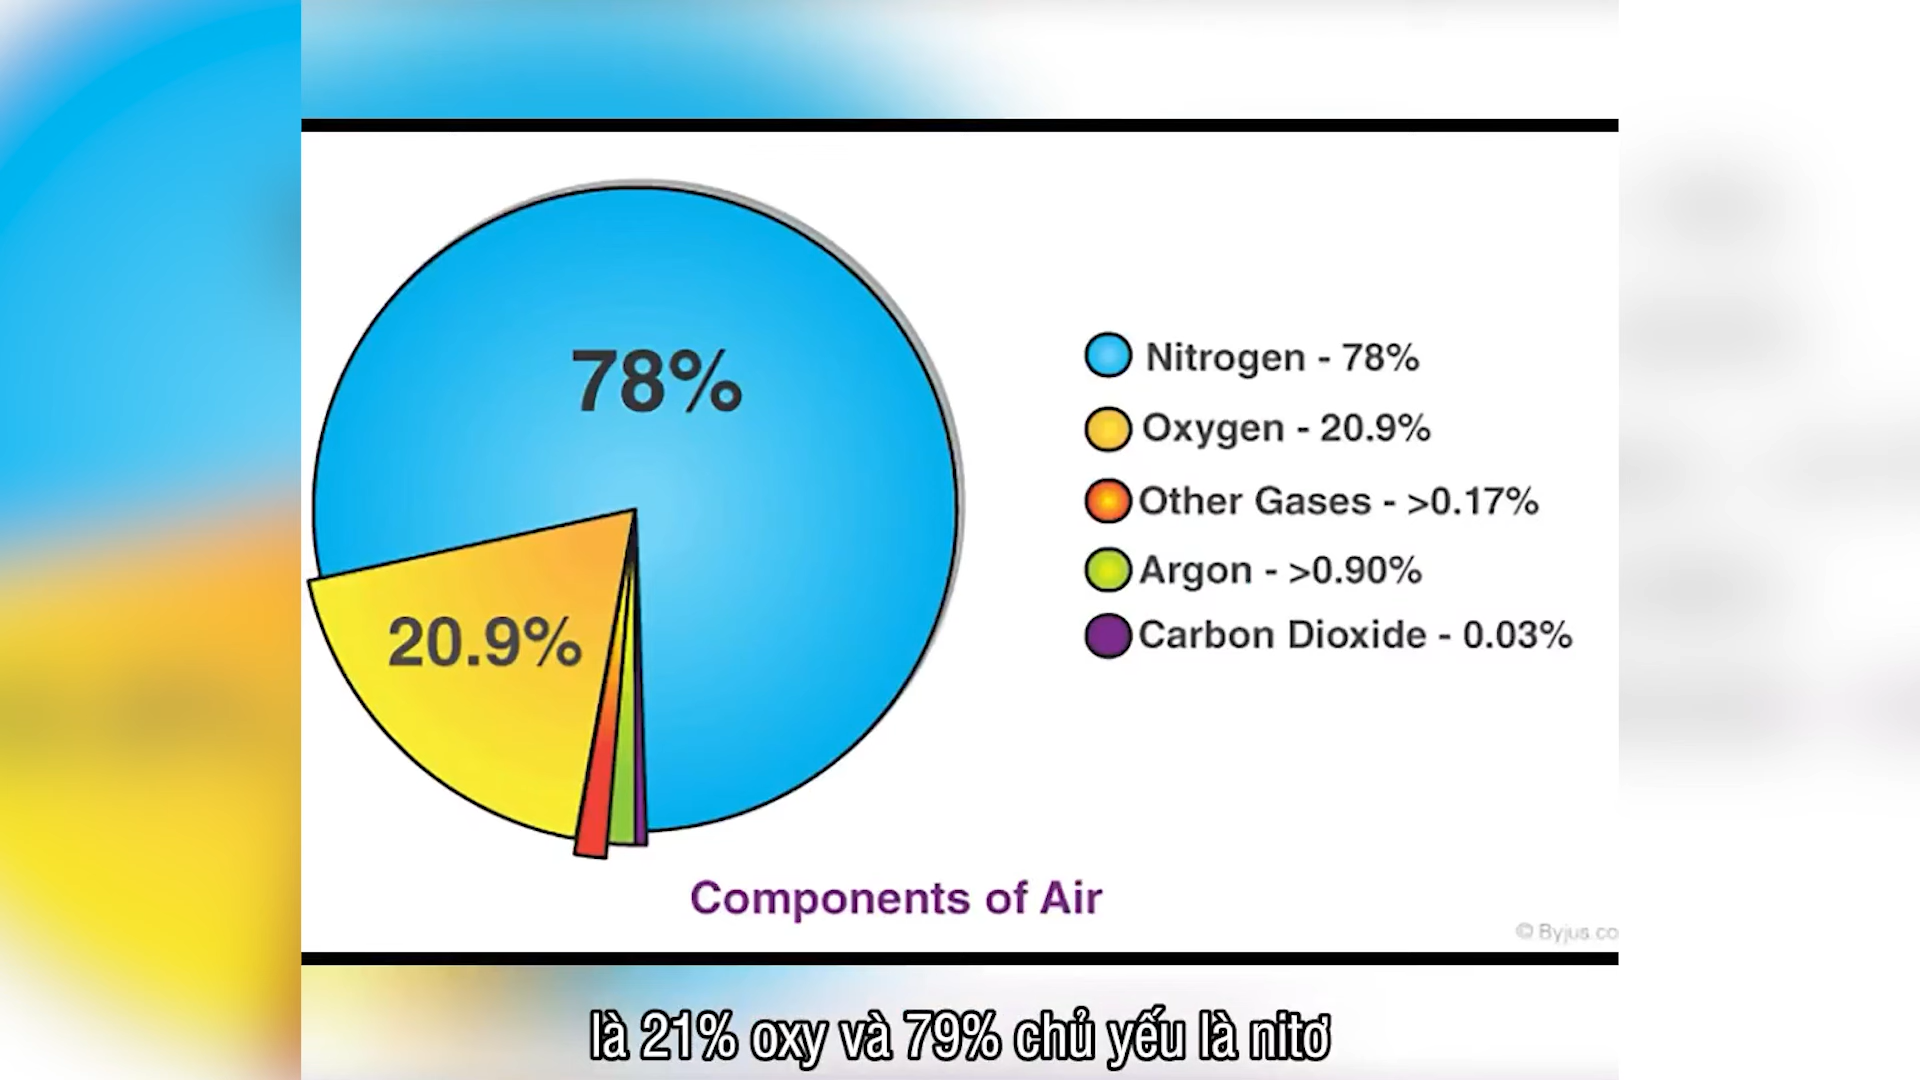 78%
20.9%
Nitrogen - 78%
Oxygen - 20.9%
Other Gases - >0.17%
Argon - >0.90%
Carbon Dioxide - 0.03%
Components of Air
© Byjus.co
là 21% oxy và 79% chủ yếu là nitơ